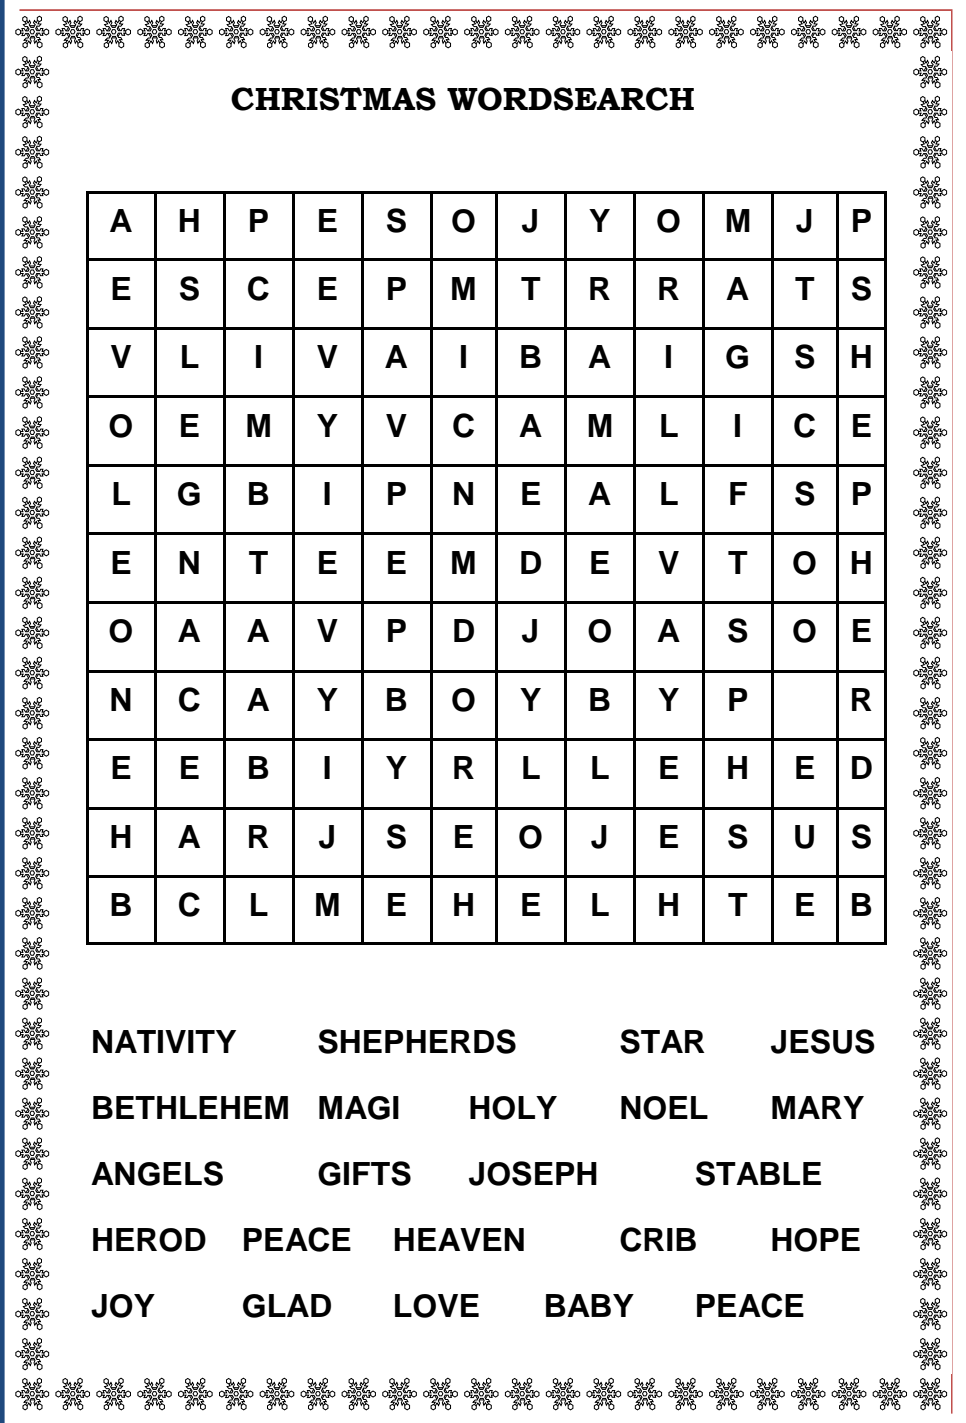 CHRISTMAS WORDSEARCH
A H P E S O J Y O M J P
E S C E P M T R R A T S
V L I V A I B A I G S H
O E M Y V C A M L I C E
L G B I P N E A L F S P
E N T E E M D E V T O H
O A A V P D J O A S O E
N C A Y B O Y B Y P R
E E B I Y R L L E H E D
H A R J S E O J E S U S
B C L M E H E L H T E B
NATIVITY SHEPHERDS STAR JESUS
BETHLEHEM MAGI HOLY NOEL MARY
ANGELS GIFTS JOSEPH STABLE
HEROD PEACE HEAVEN CRIB HOPE
JOY GLAD LOVE BABY PEACE